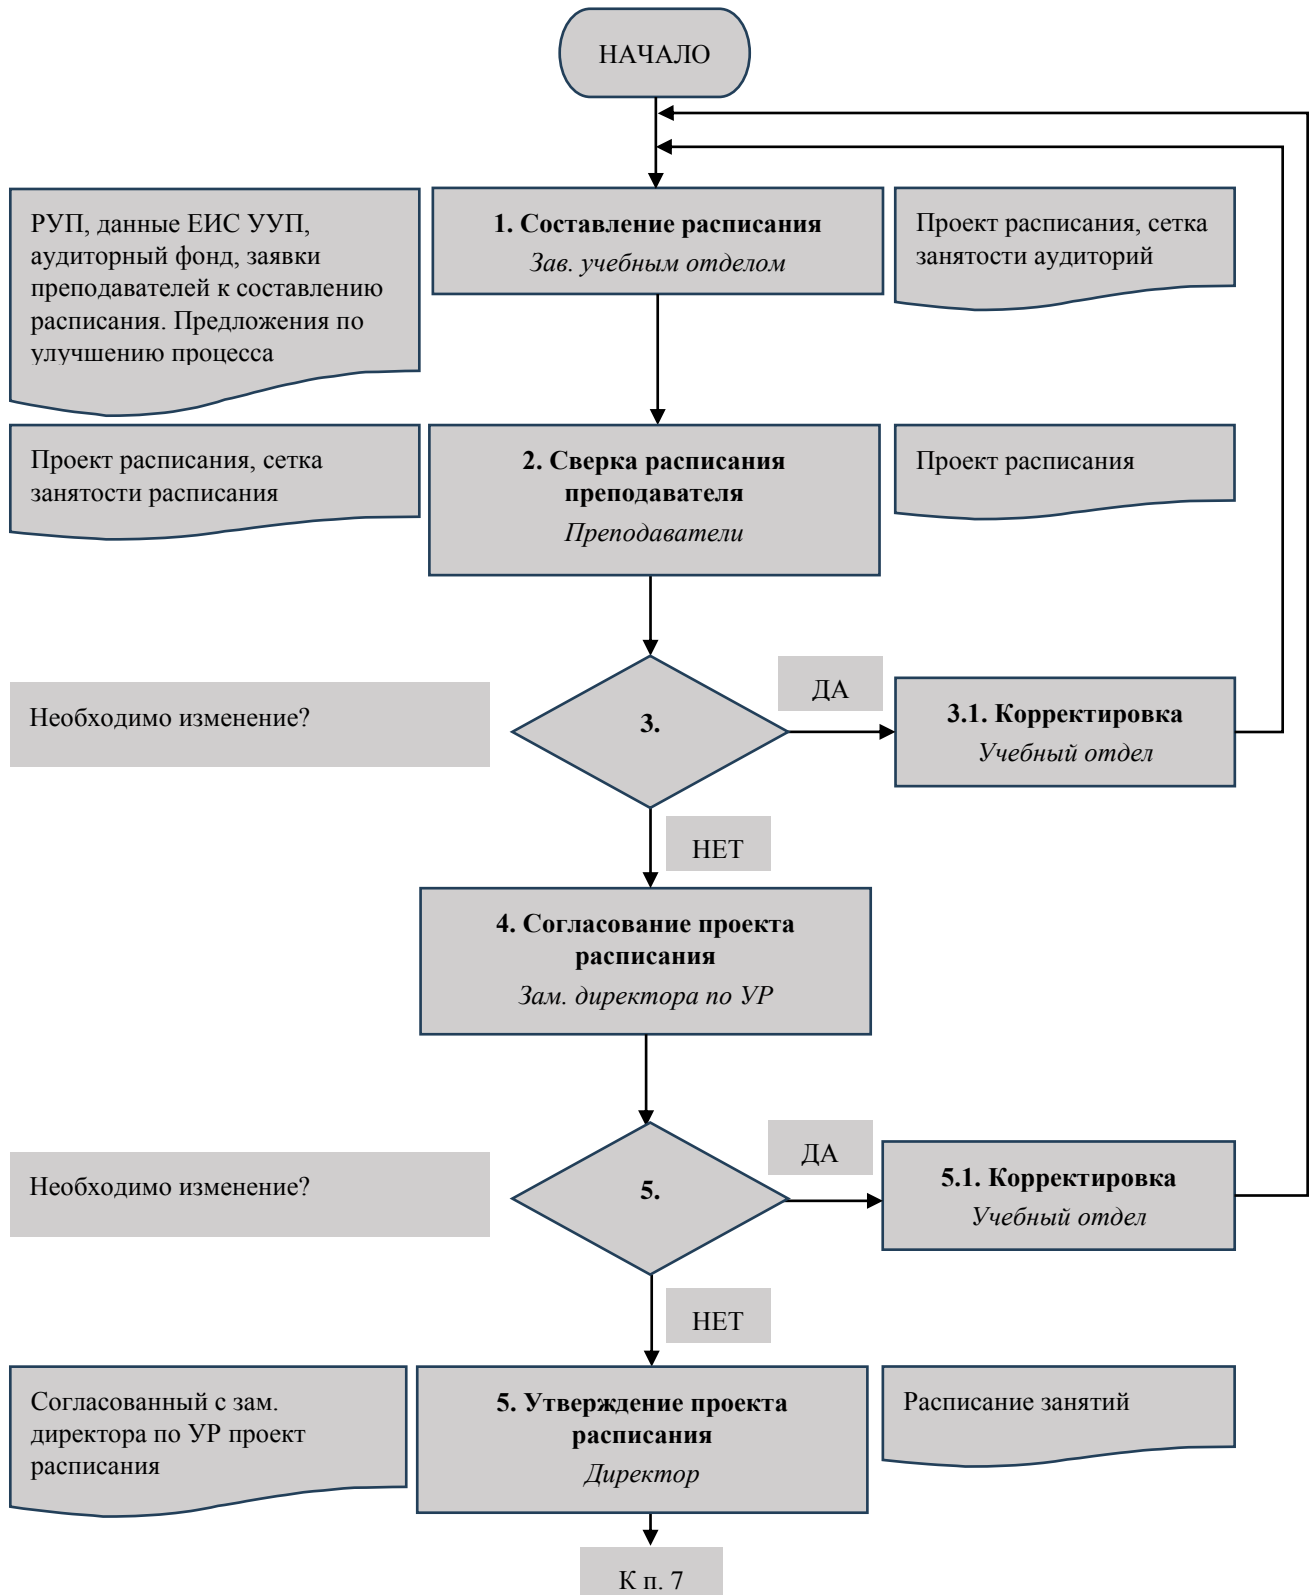 НАЧАЛО
РУП, данные ЕИС УУП,
аудиторный фонд, заявки
преподавателей к составлению
расписания. Предложения по
улучшению процесса
1. Составление расписания
Зав. учебным отделом
Проект расписания, сетка
занятости аудиторий
Проект расписания, сетка
занятости расписания
2. Сверка расписания
преподавателя
Преподаватели
Проект расписания
Необходимо изменение?
3.
ДА
3.1. Корректировка
Учебный отдел
НЕТ
4. Согласование проекта
расписания
Зам. директора по УР
Необходимо изменение?
5.
ДА
5.1. Корректировка
Учебный отдел
НЕТ
Согласованный с зам.
директора по УР проект
расписания
5. Утверждение проекта
расписания
Директор
Расписание занятий
К п. 7